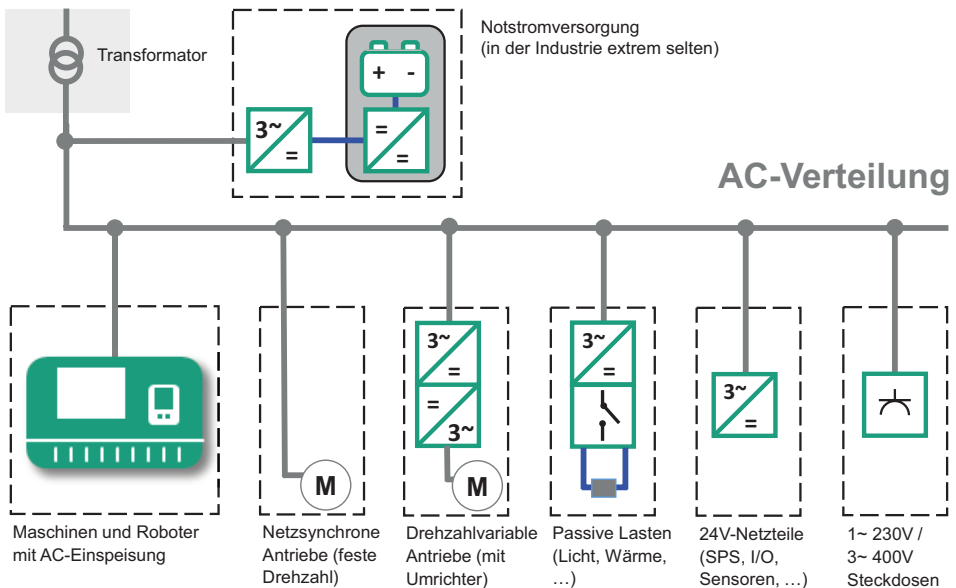 Transformator
Notstromversorgung
(in der Industrie extrem selten)
+ -
3~
=
=
=
AC-Verteilung
3~
=
=
3~
M
M
3~
=
3~
=
Maschinen und Roboter
mit AC-Einspeisung
Netzsynchrone
Antriebe (feste
Drehzahl)
Drehzahlvariable
Antriebe (mit
Umrichter)
Passive Lasten
(Licht, Wärme,
…)
24V-Netzteile
(SPS, I/O,
Sensoren, …)
1~ 230V /
3~ 400V
Steckdosen